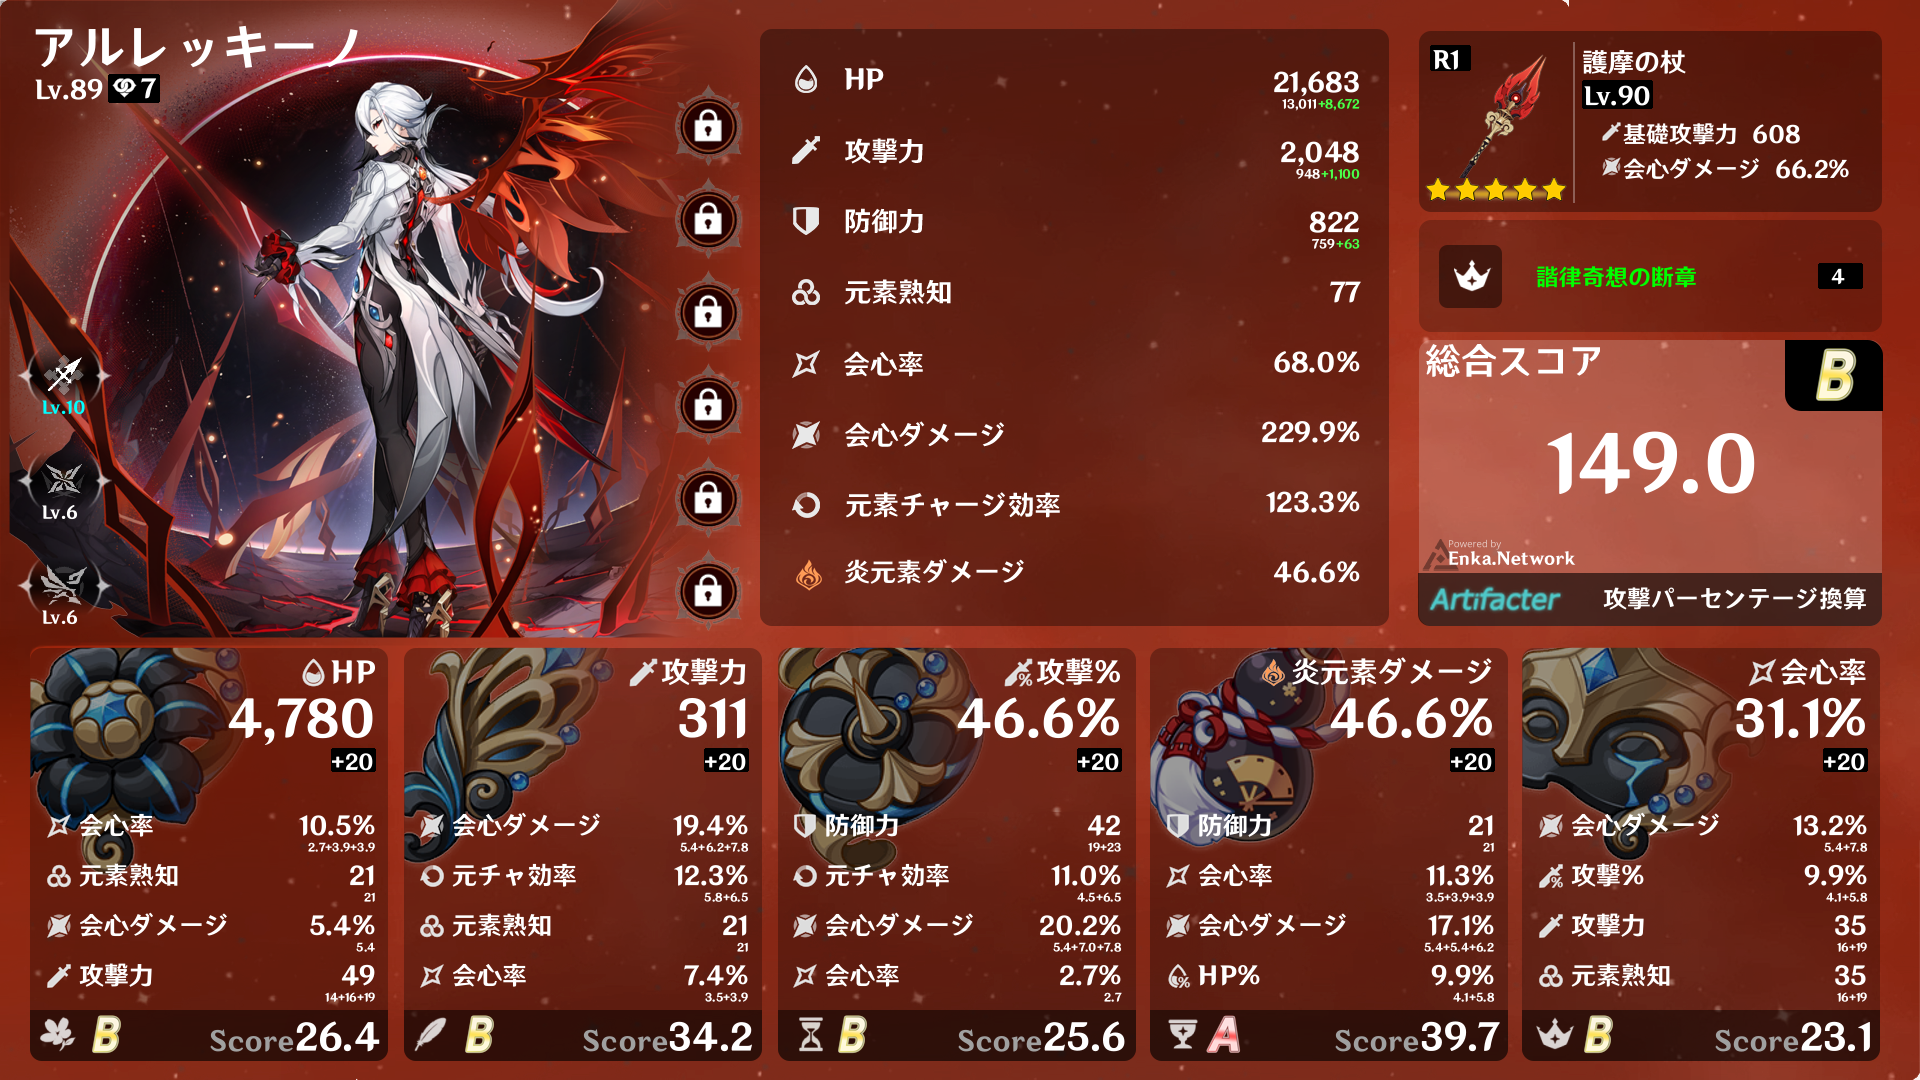 アルレッキーノ
Lv.89 7
Lv.10
Lv.6
Lv.6
HP 21,683
13,011+8,672
攻撃力 2,048
948+1,100
防御力 822
759+63
元素熟知 77
会心率 68.0%
会心ダメージ 229.9%
元素チャージ効率 123.3%
炎元素ダメージ 46.6%
R1
護摩の杖
Lv.90
基礎攻撃力 608
会心ダメージ 66.2%
諧律奇想の断章 4
総合スコア B
149.0
Powered by
Enka.Network
Artifacter 攻撃パーセンテージ換算
HP
4,780
+20
会心率 10.5%
2.7+3.9+3.9
元素熟知 21
21
会心ダメージ 5.4%
5.4
攻撃力 49
14+16+19
B Score26.4
攻撃力
311
+20
会心ダメージ 19.4%
5.4+6.2+7.8
元チャ効率 12.3%
5.8+6.5
元素熟知 21
21
会心率 7.4%
3.5+3.9
B Score34.2
攻撃%
46.6%
+20
防御力 42
19+23
元チャ効率 11.0%
4.5+6.5
会心ダメージ 20.2%
5.4+7.0+7.8
会心率 2.7%
2.7
B Score25.6
炎元素ダメージ
46.6%
+20
防御力 21
21
会心率 11.3%
3.5+3.9+3.9
会心ダメージ 17.1%
5.4+5.4+6.2
HP% 9.9%
4.1+5.8
A Score39.7
会心率
31.1%
+20
会心ダメージ 13.2%
5.4+7.8
攻撃% 9.9%
4.1+5.8
攻撃力 35
16+19
元素熟知 35
16+19
B Score23.1